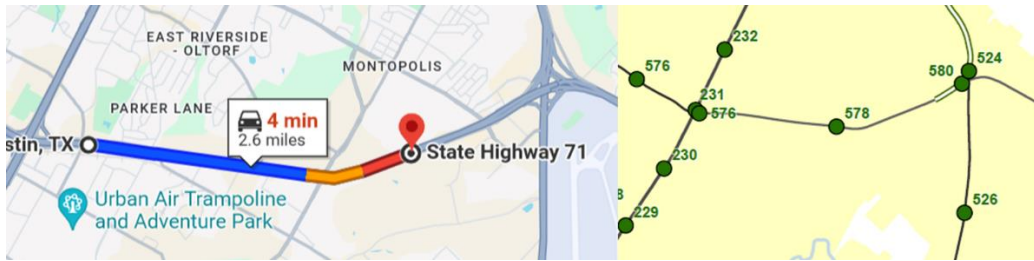 EAST RIVERSIDE
- OLTORF
MONTOPOLIS
PARKER LANE
4 min
2.6 miles
stin, TX
State Highway 71
Urban Air Trampoline
and Adventure Park
232
576
231
576
578
524
580
230
8
229
526